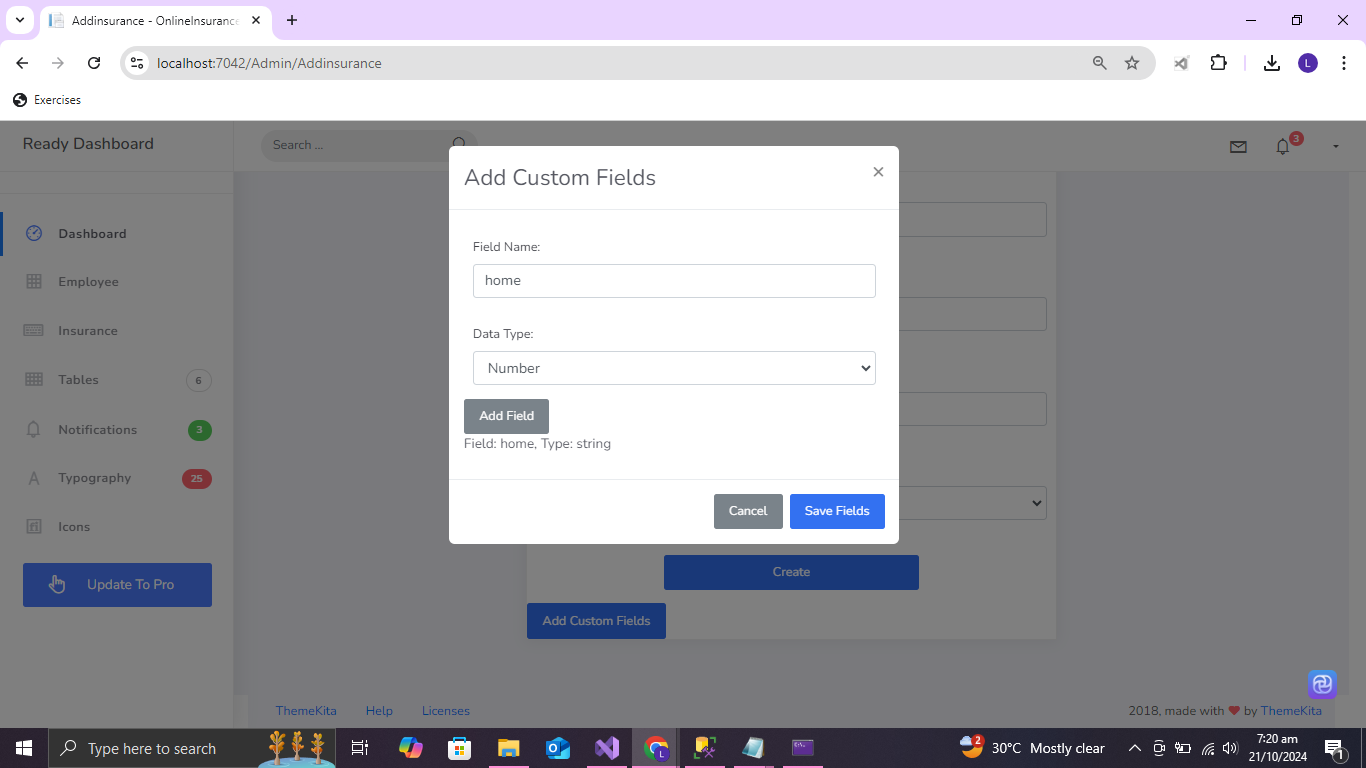 Addinsurance - OnlineInsurance
localhost:7042/Admin/Addinsurance
L
Exercises
Ready Dashboard
Search ...
3
Dashboard
Employee
Insurance
Tables
6
Notifications
3
Typography
25
Icons
Update To Pro
Add Custom Fields
×
Field Name:
home
Data Type:
Number
Add Field
Field: home, Type: string
Cancel
Save Fields
Create
Add Custom Fields
ThemeKita
Help
Licenses
2018, made with ❤ by ThemeKita
Type here to search
2
30°C Mostly clear
7:20 am
21/10/2024
1